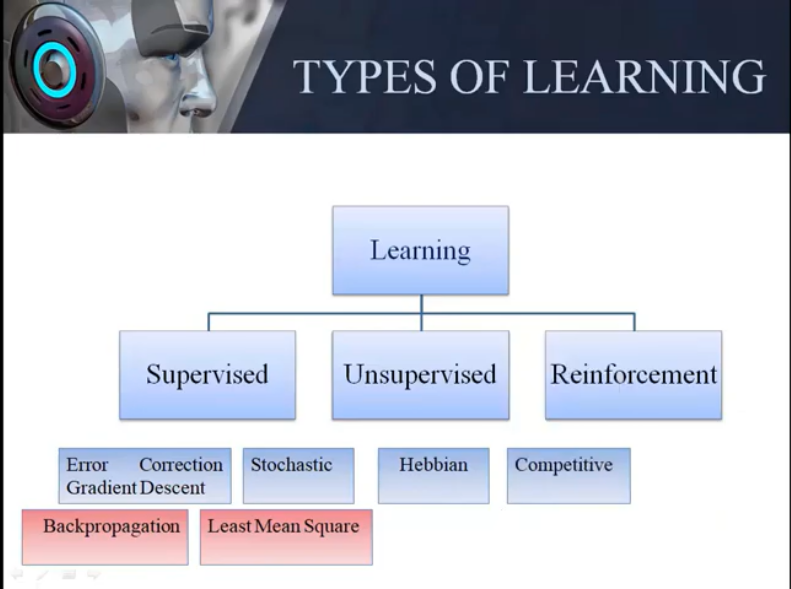 TYPES OF LEARNING
Learning
Supervised
Unsupervised
Reinforcement
Error Correction
Gradient Descent
Stochastic
Hebbian
Competitive
Backpropagation
Least Mean Square